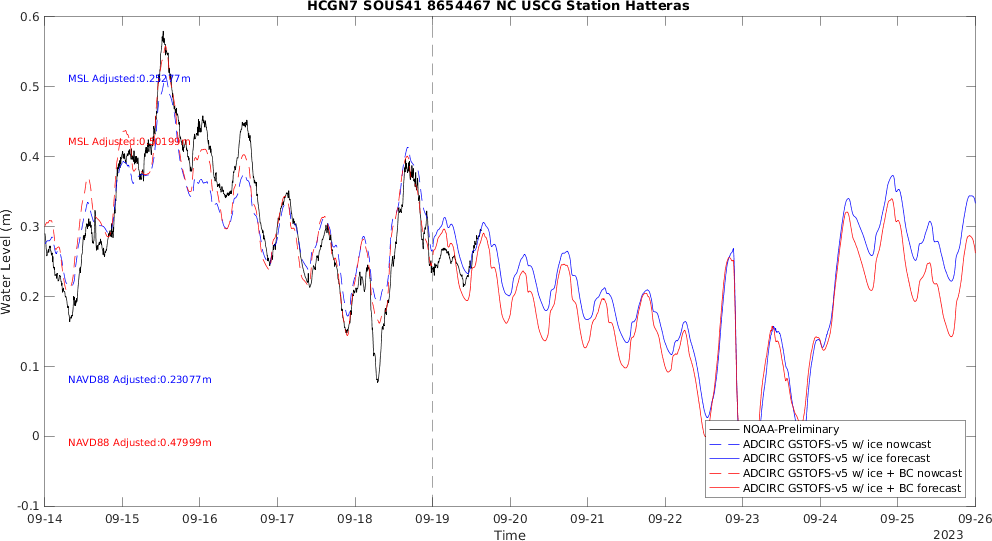 HCGN7 SOUS41 8654467 NC USCG Station Hatteras
0.6
0.5
0.4
0.3
0.2
0.1
0
-0.1
Water Level (m)
MSL Adjusted:0.25277m
MSL Adjusted:0.50199m
NAVD88 Adjusted:0.23077m
NAVD88 Adjusted:0.47999m
NOAA-Preliminary
ADCIRC GSTOFS-v5 w/ ice nowcast
ADCIRC GSTOFS-v5 w/ ice forecast
ADCIRC GSTOFS-v5 w/ ice + BC nowcast
ADCIRC GSTOFS-v5 w/ ice + BC forecast
09-14 09-15 09-16 09-17 09-18 09-19 09-20 09-21 09-22 09-23 09-24 09-25 09-26
Time
2023